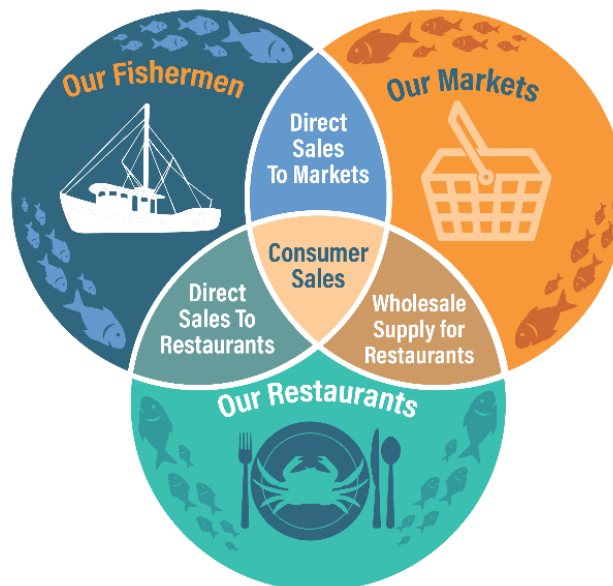 Our Fishermen
Our Markets
Direct
Sales
To Markets
Consumer
Sales
Direct
Sales To
Restaurants
Wholesale
Supply for
Restaurants
Our Restaurants